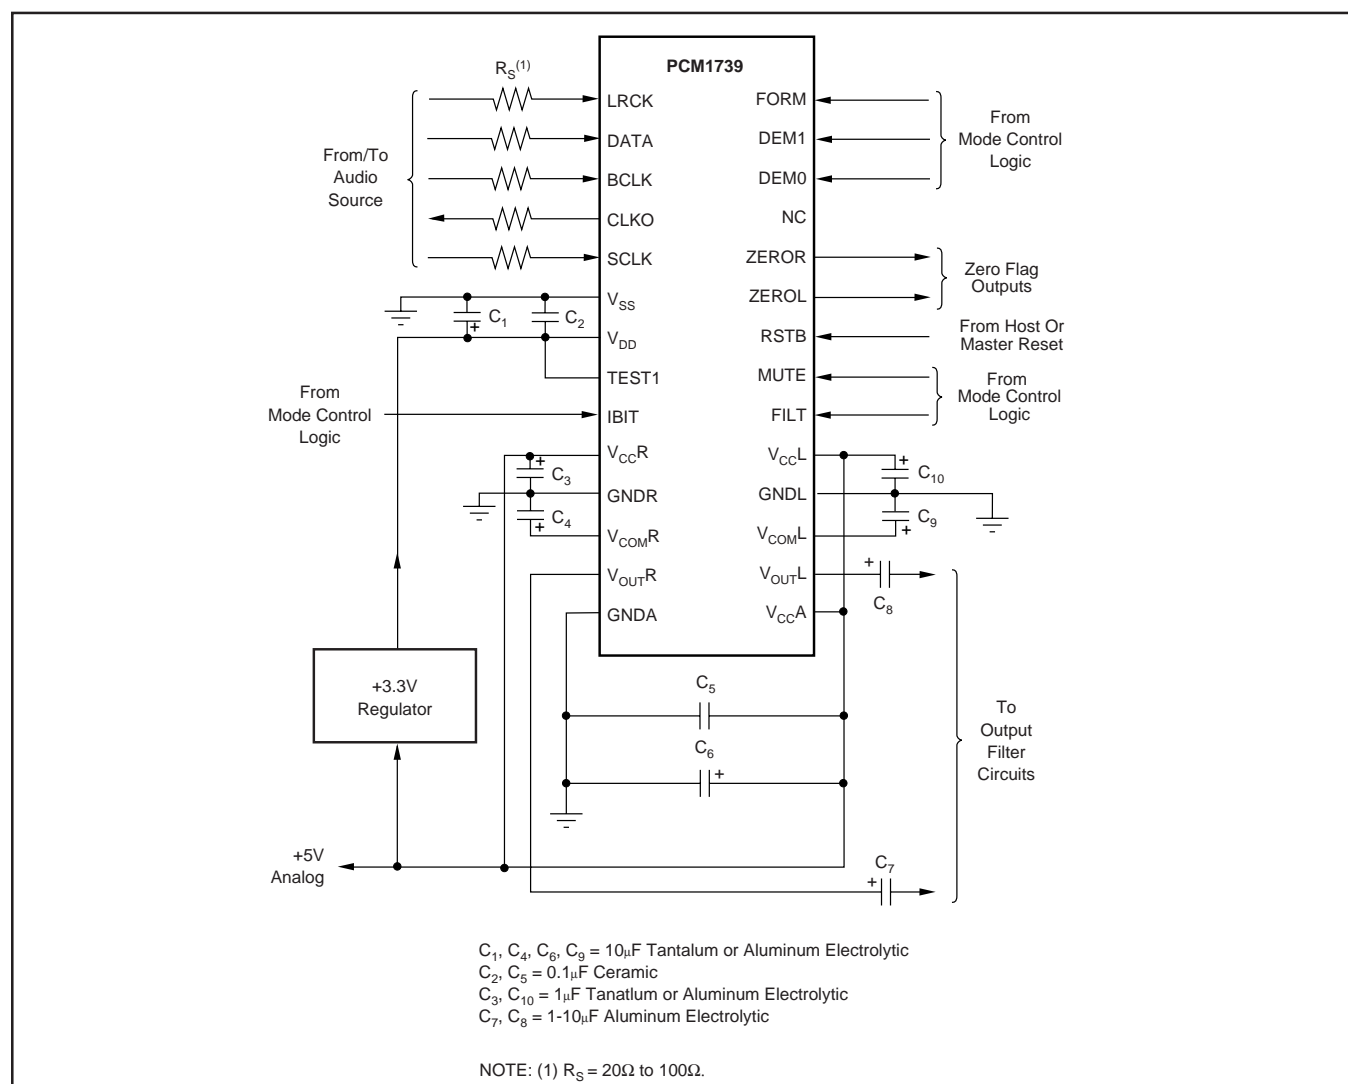 PCM1739
R_S(1)
LRCK
DATA
BCLK
CLKO
SCLK
From/To
Audio
Source
V_SS
C_1
+
C_2
V_DD
TEST1
IBIT
From
Mode Control
Logic
V_CCR
+
C_3
GNDR
C_4
+
V_COMR
V_OUTR
GNDA
FORM
DEM1
DEM0
From
Mode Control
Logic
NC
ZEROR
ZEROL
Zero Flag
Outputs
RSTB
From Host Or
Master Reset
MUTE
FILT
From
Mode Control
Logic
V_CCL
+
C_10
GNDL
C_9
+
V_COML
V_OUTL
+
C_8
V_CCA
+3.3V
Regulator
C_5
C_6
+
To
Output
Filter
Circuits
+5V
Analog
C_7
+
C_1, C_4, C_6, C_9 = 10μF Tantalum or Aluminum Electrolytic
C_2, C_5 = 0.1μF Ceramic
C_3, C_10 = 1μF Tanatlum or Aluminum Electrolytic
C_7, C_8 = 1-10μF Aluminum Electrolytic
NOTE: (1) R_S = 20Ω to 100Ω.